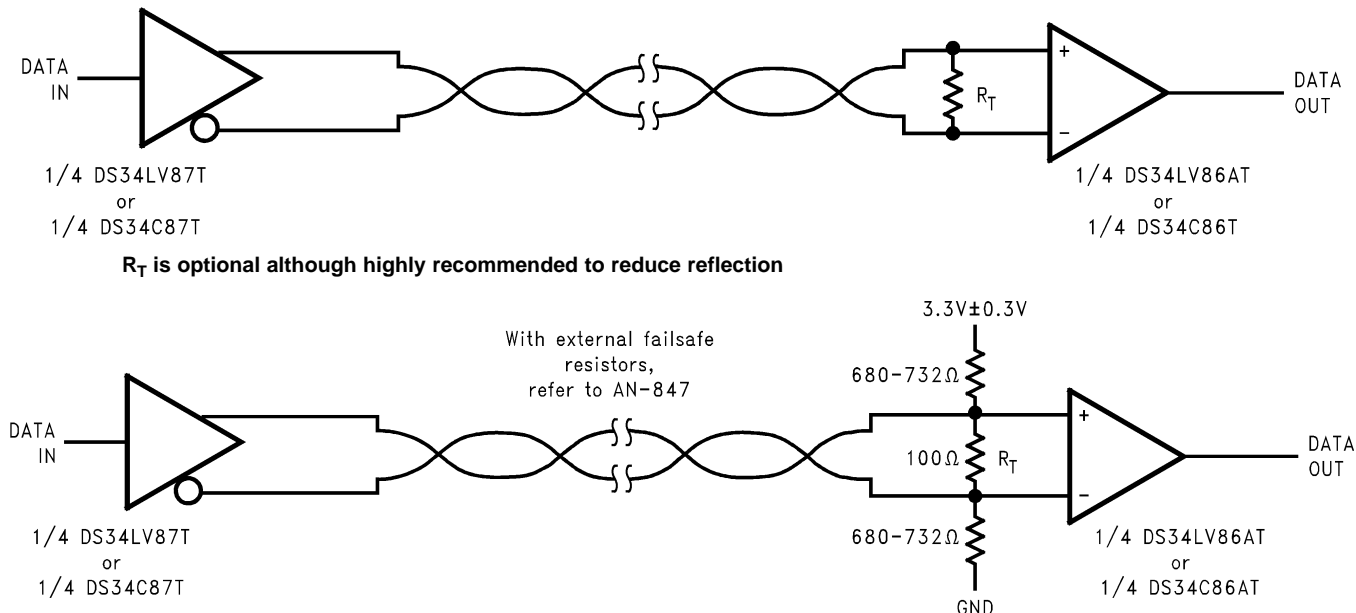 DATA
IN
1/4 DS34LV87T
or
1/4 DS34C87T
R_T
+
−
DATA
OUT
1/4 DS34LV86AT
or
1/4 DS34C86T
R_T is optional although highly recommended to reduce reflection
With external failsafe
resistors,
refer to AN-847
3.3V±0.3V
680-732Ω
DATA
IN
1/4 DS34LV87T
or
1/4 DS34C87T
100Ω R_T
+
−
680-732Ω
GND
DATA
OUT
1/4 DS34LV86AT
or
1/4 DS34C86AT